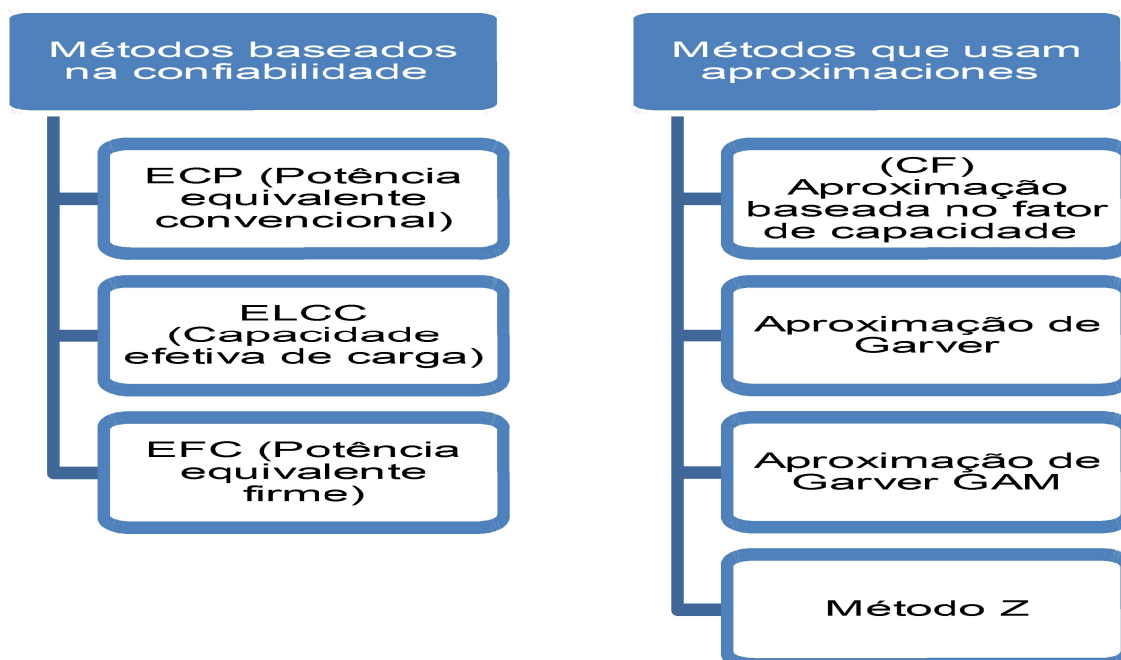 Métodos baseados
na confiabilidade
ECP (Potência
equivalente
convencional)
ELCC
(Capacidade
efetiva de carga)
EFC (Potência
equivalente
firme)
Métodos que usam
aproximaciones
(CF)
Aproximação
baseada no fator
de capacidade
Aproximação de
Garver
Aproximação de
Garver GAM
Método Z